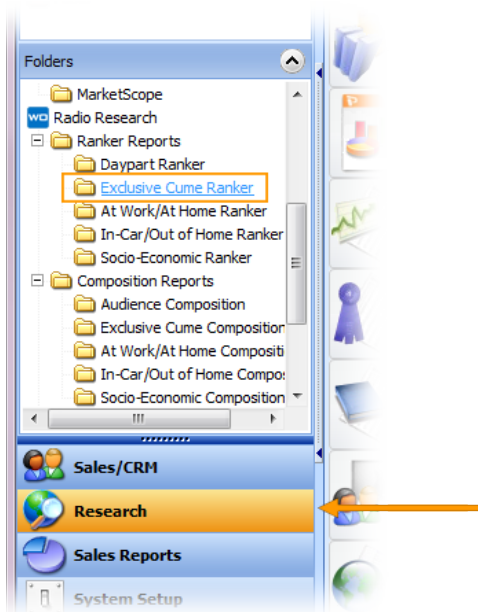 Folders
MarketScope
WO Radio Research
Ranker Reports
Daypart Ranker
Exclusive Cume Ranker
At Work/At Home Ranker
In-Car/Out of Home Ranker
Socio-Economic Ranker
Composition Reports
Audience Composition
Exclusive Cume Composition
At Work/At Home Compositi
In-Car/Out of Home Compo
Socio-Economic Composition
Sales/CRM
Research
Sales Reports
System Setup